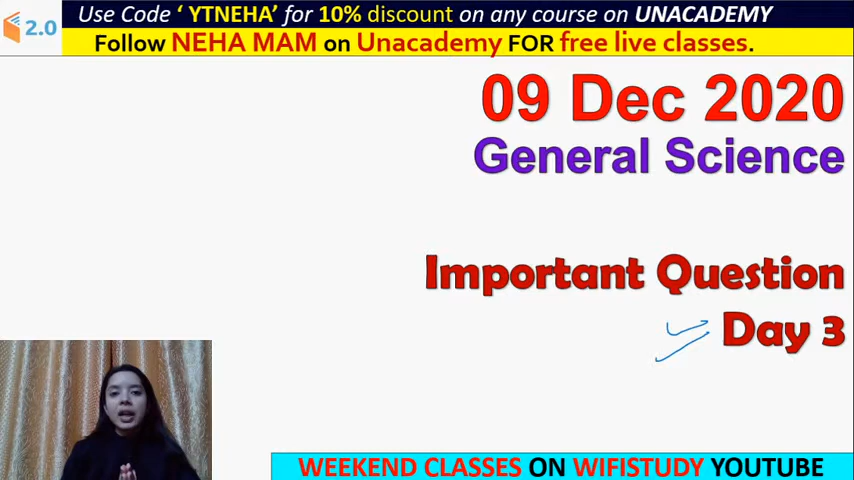 Use Code ‘ YTNEHA’ for 10% discount on any course on UNACADEMY
2.0
Follow NEHA MAM on Unacademy FOR free live classes.
09 Dec 2020
General Science
Important Question
Day 3
WEEKEND CLASSES ON WIFISTUDY YOUTUBE